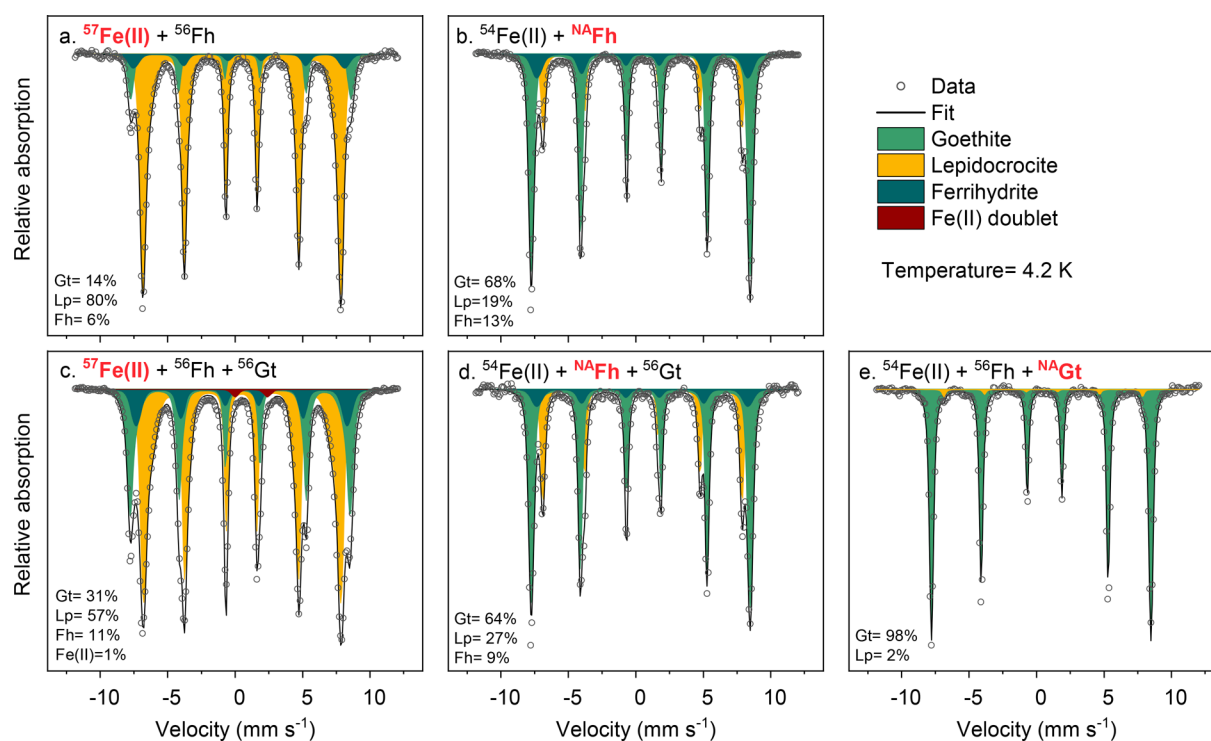 a. ⁵⁷Fe(II) + ⁵⁶Fh
Gt= 14%
Lp= 80%
Fh= 6%
b. ⁵⁴Fe(II) + ᴺᴬFh
Gt= 68%
Lp=19%
Fh=13%
Data
Fit
Goethite
Lepidocrocite
Ferrihydrite
Fe(II) doublet
Temperature= 4.2 K
Relative absorption
c. ⁵⁷Fe(II) + ⁵⁶Fh + ⁵⁶Gt
Gt= 31%
Lp= 57%
Fh= 11%
Fe(II)=1%
-10 -5 0 5 10
Velocity (mm s⁻¹)
d. ⁵⁴Fe(II) + ᴺᴬFh + ⁵⁶Gt
Gt= 64%
Lp= 27%
Fh= 9%
-10 -5 0 5 10
Velocity (mm s⁻¹)
e. ⁵⁴Fe(II) + ⁵⁶Fh + ᴺᴬGt
Gt= 98%
Lp= 2%
-10 -5 0 5 10
Velocity (mm s⁻¹)
Relative absorption